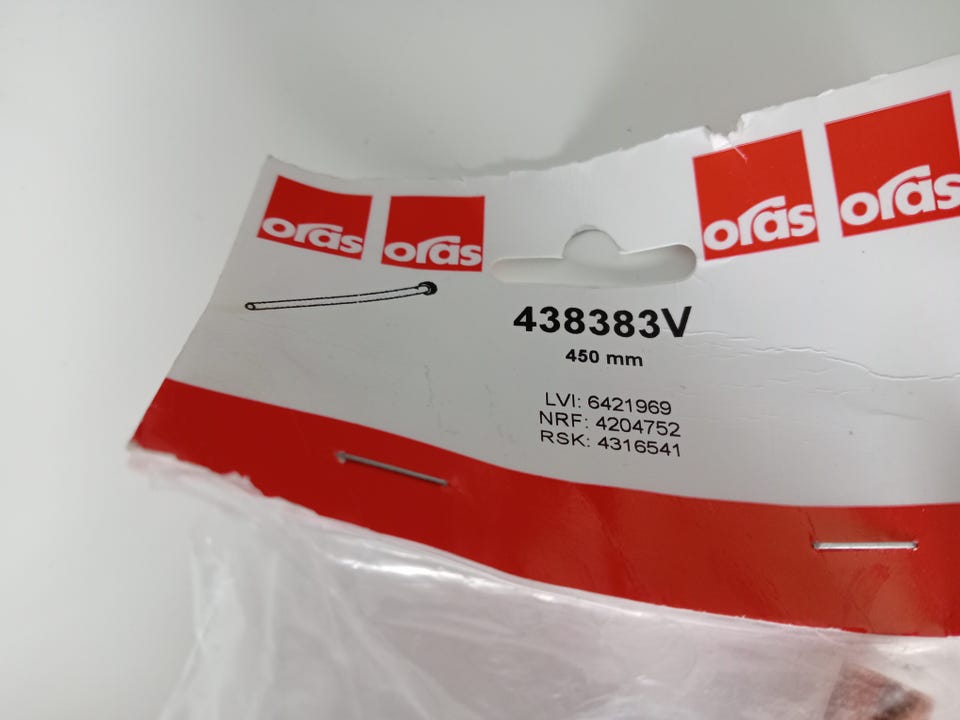 oras oras oras oras
438383V
450 mm
LVI: 6421969
NRF: 4204752
RSK: 4316541